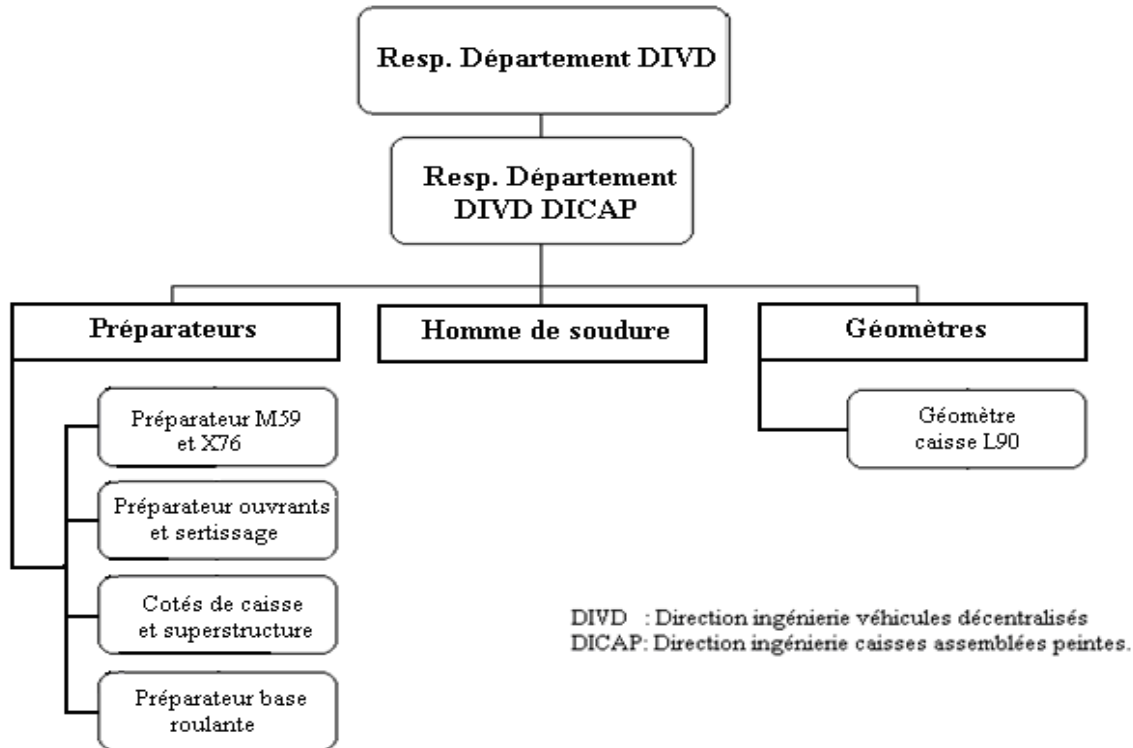 Resp. Département DIVD
Resp. Département
DIVD DICAP
Préparateurs
Homme de soudure
Géomètres
Préparateur M59
et X76
Préparateur ouvrants
et sertissage
Cotés de caisse
et superstructure
Préparateur base
roulante
Géomètre
caisse L90
DIVD : Direction ingénierie véhicules décentralisés
DICAP: Direction ingénierie caisses assemblées peintes.